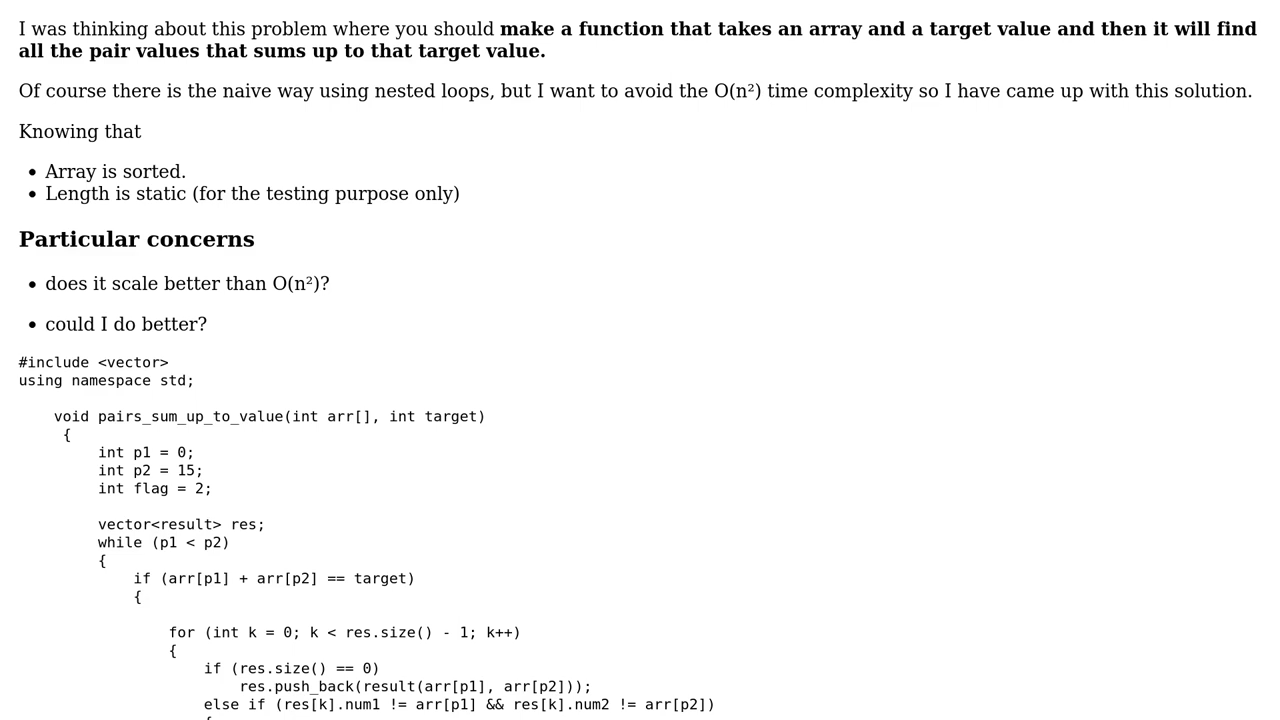 I was thinking about this problem where you should make a function that takes an array and a target value and then it will find
all the pair values that sums up to that target value.
Of course there is the naive way using nested loops, but I want to avoid the O(n²) time complexity so I have came up with this solution.
Knowing that
• Array is sorted.
• Length is static (for the testing purpose only)
Particular concerns
• does it scale better than O(n²)?
• could I do better?
#include <vector>
using namespace std;
    void pairs_sum_up_to_value(int arr[], int target)
     {
         int p1 = 0;
         int p2 = 15;
         int flag = 2;
         vector<result> res;
         while (p1 < p2)
         {
             if (arr[p1] + arr[p2] == target)
             {
                 for (int k = 0; k < res.size() - 1; k++)
                 {
                     if (res.size() == 0)
                         res.push_back(result(arr[p1], arr[p2]));
                     else if (res[k].num1 != arr[p1] && res[k].num2 != arr[p2])